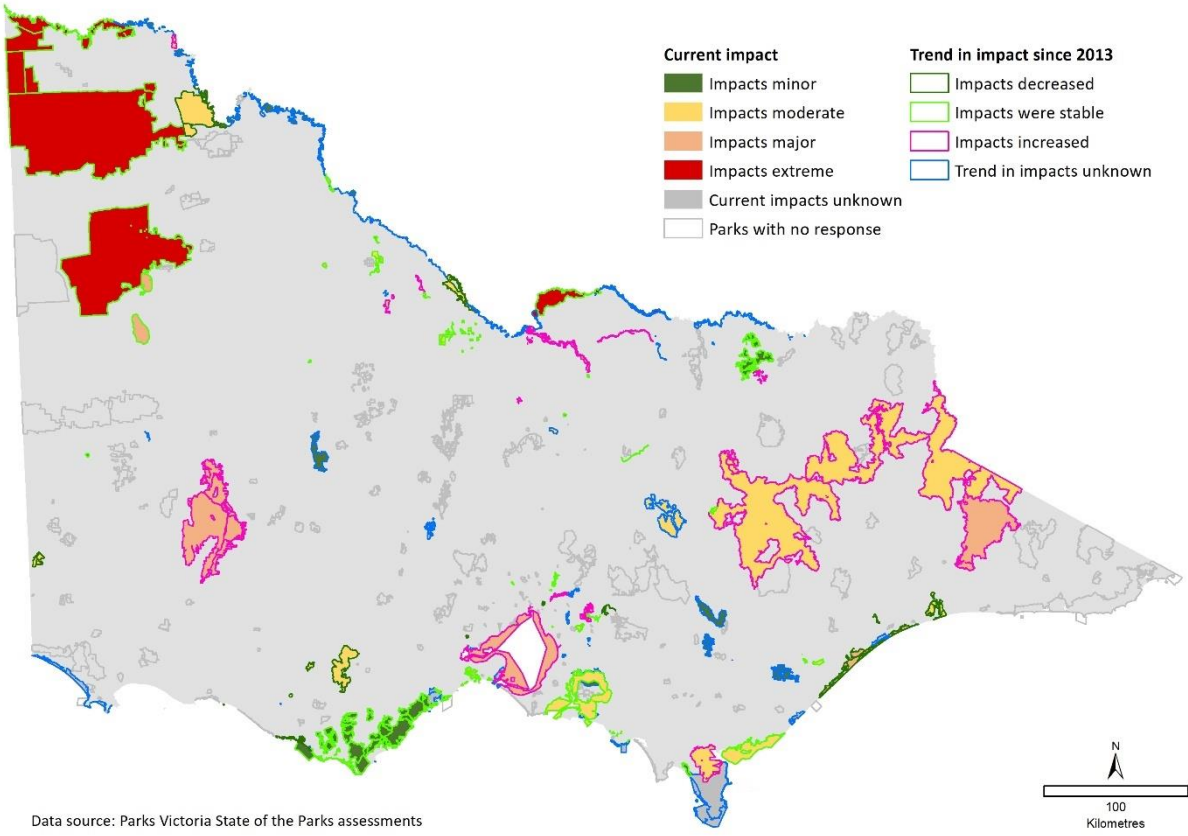 Current impact
Impacts minor
Impacts moderate
Impacts major
Impacts extreme
Current impacts unknown
Parks with no response
Trend in impact since 2013
Impacts decreased
Impacts were stable
Impacts increased
Trend in impacts unknown
N
100
Kilometres
Data source: Parks Victoria State of the Parks assessments